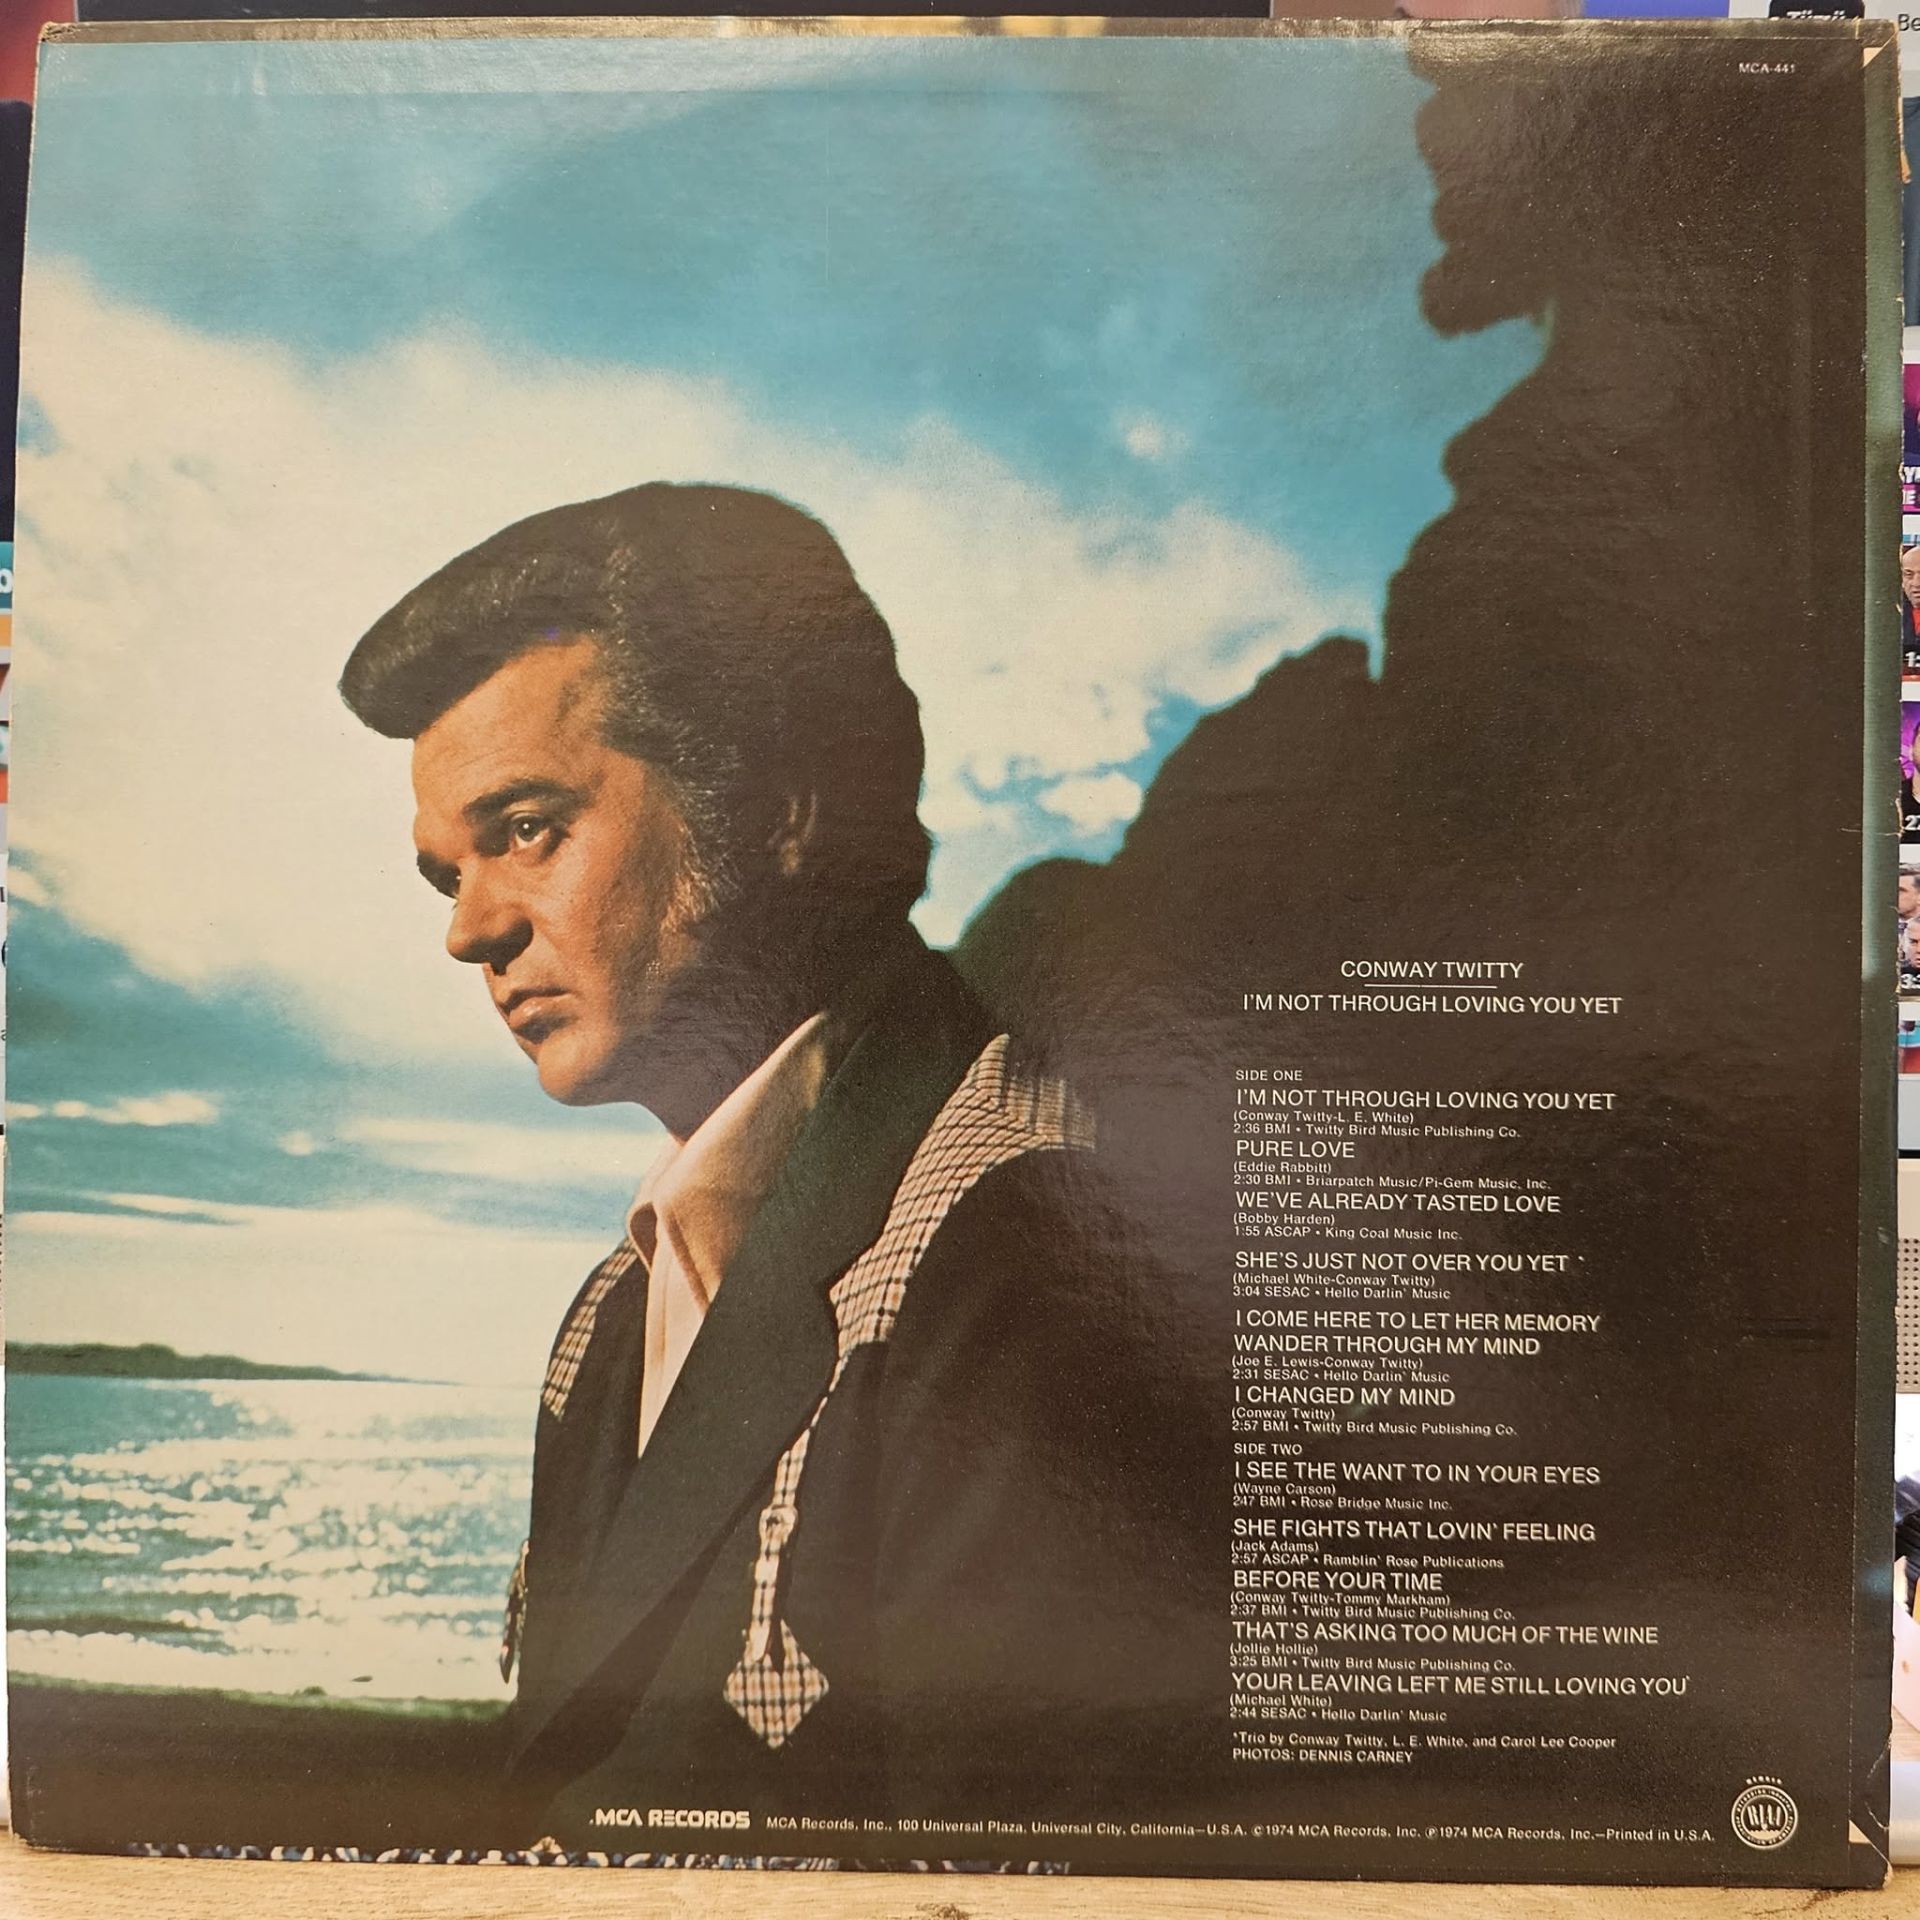 MCA-441
CONWAY TWITTY
I'M NOT THROUGH LOVING YOU YET
SIDE ONE
I'M NOT THROUGH LOVING YOU YET
(Conway Twitty-L. E. White)
2:36 BMI • Twitty Bird Music Publishing Co.
PURE LOVE
(Eddie Rabbitt)
2:30 BMI • Briarpatch Music/Pi-Gem Music, Inc.
WE'VE ALREADY TASTED LOVE
(Bobby Harden)
1:55 ASCAP • King Coal Music Inc.
SHE'S JUST NOT OVER YOU YET *
(Michael White-Conway Twitty)
3:04 SESAC • Hello Darlin' Music
I COME HERE TO LET HER MEMORY
WANDER THROUGH MY MIND
(Joe E. Lewis-Conway Twitty)
2:31 SESAC • Hello Darlin' Music
I CHANGED MY MIND
(Conway Twitty)
2:57 BMI • Twitty Bird Music Publishing Co.
SIDE TWO
I SEE THE WANT TO IN YOUR EYES
(Wayne Carson)
247 BMI • Rose Bridge Music Inc.
SHE FIGHTS THAT LOVIN' FEELING
(Jack Adams)
2:57 ASCAP • Ramblin' Rose Publications
BEFORE YOUR TIME
(Conway Twitty-Tommy Markham)
2:37 BMI • Twitty Bird Music Publishing Co.
THAT'S ASKING TOO MUCH OF THE WINE
(Jollie Hollie)
3:25 BMI • Twitty Bird Music Publishing Co.
YOUR LEAVING LEFT ME STILL LOVING YOU*
(Michael White)
2:44 SESAC • Hello Darlin' Music
*Trio by Conway Twitty, L. E. White, and Carol Lee Cooper
PHOTOS: DENNIS CARNEY
MCA RECORDS MCA Records, Inc., 100 Universal Plaza, Universal City, California—U.S.A. ©1974 MCA Records, Inc. ℗1974 MCA Records, Inc.—Printed in U.S.A.
MEMBER